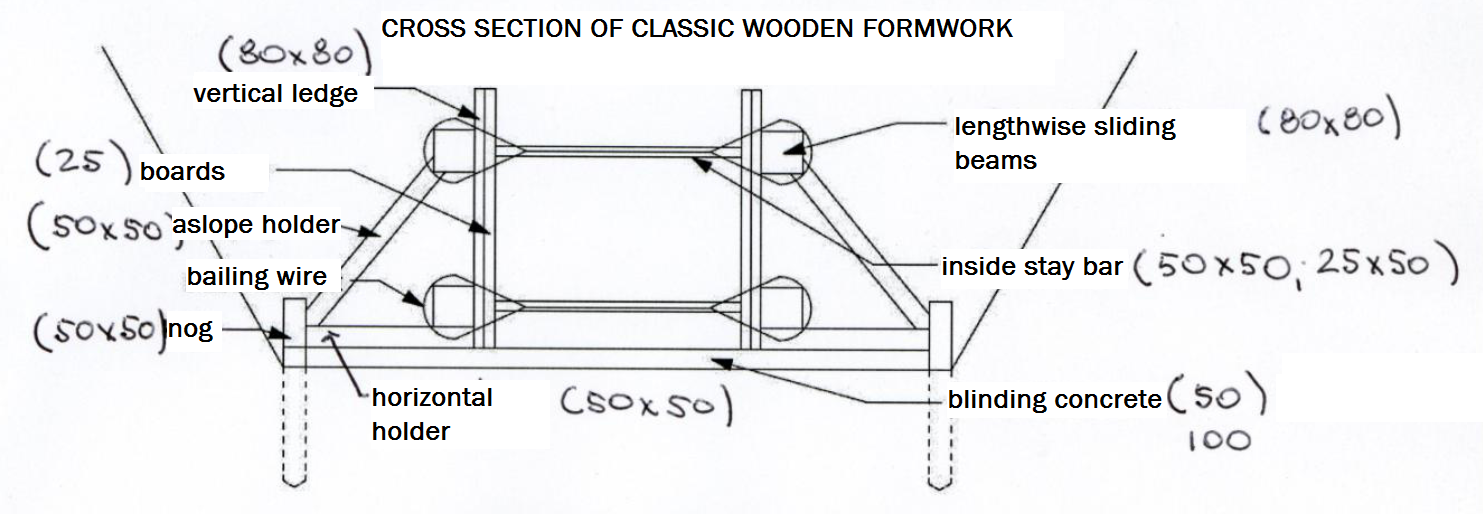 CROSS SECTION OF CLASSIC WOODEN FORMWORK
(80x80)
vertical ledge
lengthwise sliding
beams
(80x80)
(25) boards
(50x50) aslope holder
bailing wire
inside stay bar (50x50; 25x50)
(50x50) nog
horizontal
holder
(50x50)
blinding concrete (50)
100